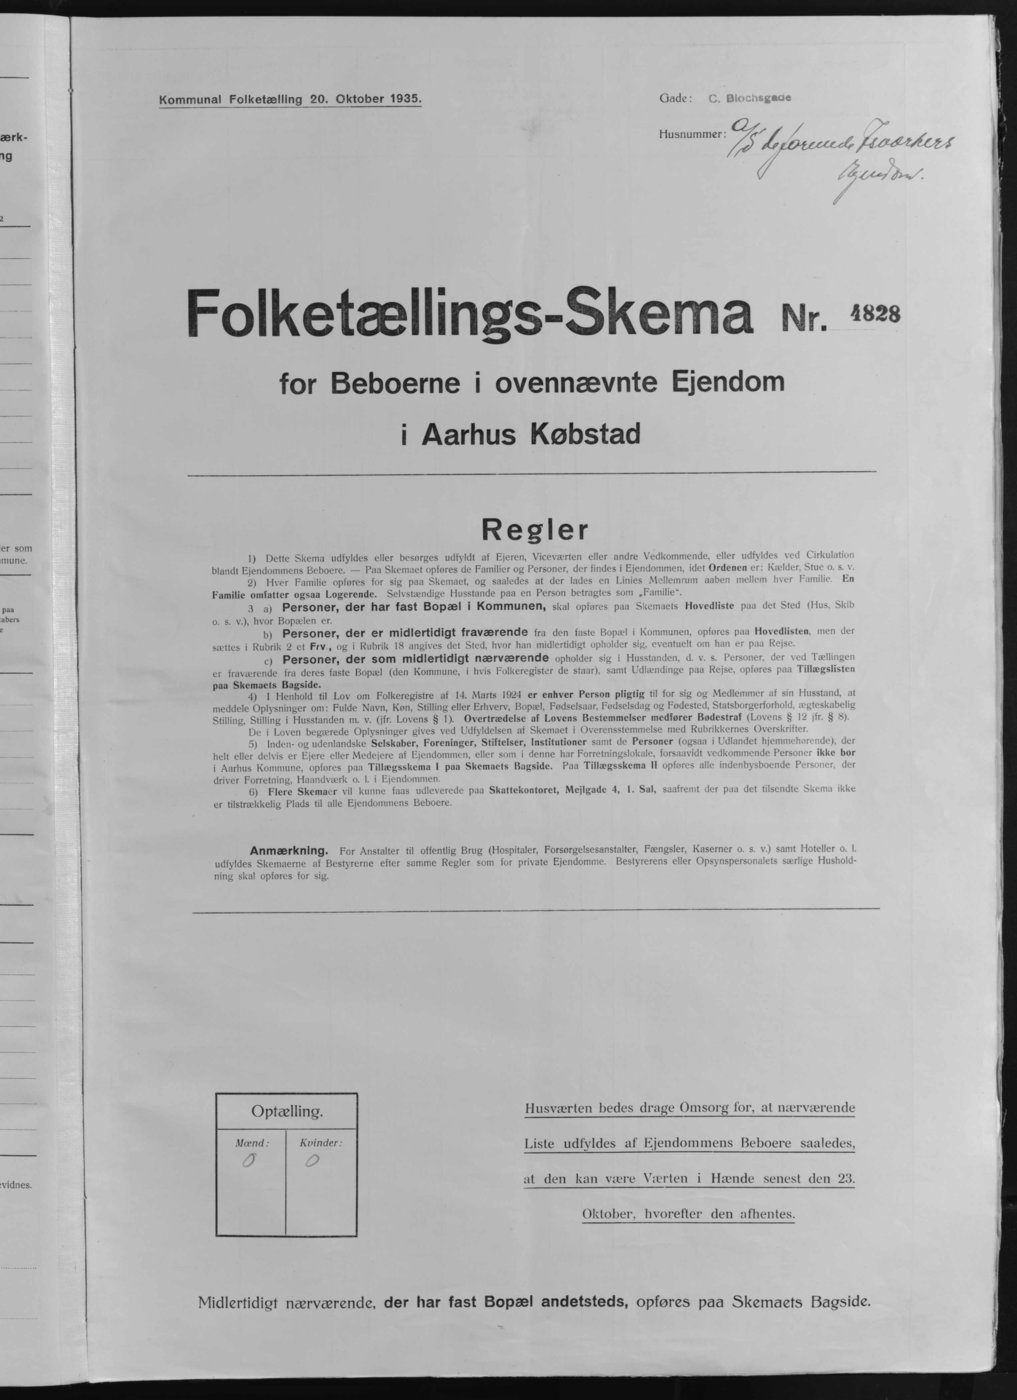 Kommunal Folketælling 20. Oktober 1935.
Gade: C. Blochsgade
Husnummer: A/S de forenede Isværkers
Ejendom.
Folketællings-Skema Nr. 4828
for Beboerne i ovennævnte Ejendom
i Aarhus Købstad
Regler
1) Dette Skema udfyldes eller besørges udfyldt af Ejeren, Viceværten eller andre Vedkommende, eller udfyldes ved Cirkulation
blandt Ejendommens Beboere. — Paa Skemaet opføres de Familier og Personer, der findes i Ejendommen, idet Ordenen er: Kælder, Stue o. s. v.
2) Hver Familie opføres for sig paa Skemaet, og saaledes at der lades en Linies Mellemrum aaben mellem hver Familie. En
Familie omfatter ogsaa Logerende. Selvstændige Husstande paa en Person betragtes som „Familie“.
3 a) Personer, der har fast Bopæl i Kommunen, skal opføres paa Skemaets Hovedliste paa det Sted (Hus, Skib
o. s. v.), hvor Bopælen er.
b) Personer, der er midlertidigt fraværende fra den faste Bopæl i Kommunen, opføres paa Hovedlisten, men der
sættes i Rubrik 2 et Frv., og i Rubrik 18 angives det Sted, hvor han midlertidigt opholder sig, eventuelt om han er paa Rejse.
c) Personer, der som midlertidigt nærværende opholder sig i Husstanden, d. v. s. Personer, der ved Tællingen
er fraværende fra deres faste Bopæl (den Kommune, i hvis Folkeregister de staar), samt Udlændinge paa Rejse, opføres paa Tillægslisten
paa Skemaets Bagside.
4) I Henhold til Lov om Folkeregistre af 14. Marts 1924 er enhver Person pligtig til for sig og Medlemmer af sin Husstand, at
meddele Oplysninger om: Fulde Navn, Køn, Stilling eller Erhverv, Bopæl, Fødselsaar, Fødselsdag og Fødested, Statsborgerforhold, ægteskabelig
Stilling, Stilling i Husstanden m. v. (jfr. Lovens § 1). Overtrædelse af Lovens Bestemmelser medfører Bødestraf (Lovens § 12 jfr. § 8).
De i Loven begærede Oplysninger gives ved Udfyldelsen af Skemaet i Overensstemmelse med Rubrikkernes Overskrifter.
5) Inden- og udenlandske Selskaber, Foreninger, Stiftelser, Institutioner samt de Personer (ogsaa i Udlandet hjemmehørende), der
helt eller delvis er Ejere eller Medejere af Ejendommen, eller som i denne har Forretningslokale, forsaavidt vedkommende Personer ikke bor
i Aarhus Kommune, opføres paa Tillægsskema I paa Skemaets Bagside. Paa Tillægsskema II opføres alle indenbysboende Personer, der
driver Forretning, Haandværk o. l. i Ejendommen.
6) Flere Skemaer vil kunne faas udleverede paa Skattekontoret, Mejlgade 4, 1. Sal, saafremt der paa det tilsendte Skema ikke
er tilstrækkelig Plads til alle Ejendommens Beboere.
Anmærkning. For Anstalter til offentlig Brug (Hospitaler, Forsørgelsesanstalter, Fængsler, Kaserner o. s. v.) samt Hoteller o. l.
udfyldes Skemaerne af Bestyrerne efter samme Regler som for private Ejendomme. Bestyrerens eller Opsynspersonalets særlige Hushold-
ning skal opføres for sig.
Optælling.
Mænd: Kvinder:
0 0
Husværten bedes drage Omsorg for, at nærværende
Liste udfyldes af Ejendommens Beboere saaledes,
at den kan være Værten i Hænde senest den 23.
Oktober, hvorefter den afhentes.
Midlertidigt nærværende, der har fast Bopæl andetsteds, opføres paa Skemaets Bagside.